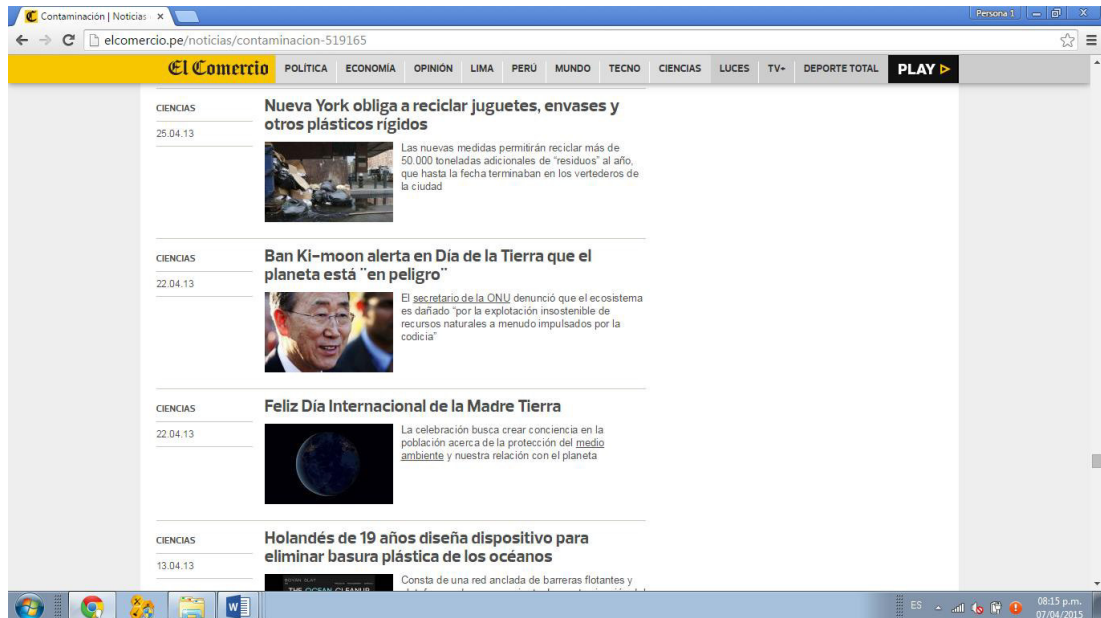 Contaminación | Noticias
Persona 1
elcomercio.pe/noticias/contaminacion-519165
El Comercio POLÍTICA ECONOMÍA OPINIÓN LIMA PERÚ MUNDO TECNO CIENCIAS LUCES TV+ DEPORTE TOTAL PLAY
CIENCIAS
25.04.13
Nueva York obliga a reciclar juguetes, envases y
otros plásticos rígidos
Las nuevas medidas permitirán reciclar más de
50.000 toneladas adicionales de "residuos" al año,
que hasta la fecha terminaban en los vertederos de
la ciudad
CIENCIAS
22.04.13
Ban Ki-moon alerta en Día de la Tierra que el
planeta está ¨en peligro¨
El secretario de la ONU denunció que el ecosistema
es dañado "por la explotación insostenible de
recursos naturales a menudo impulsados por la
codicia"
CIENCIAS
22.04.13
Feliz Día Internacional de la Madre Tierra
La celebración busca crear conciencia en la
población acerca de la protección del medio
ambiente y nuestra relación con el planeta
CIENCIAS
13.04.13
Holandés de 19 años diseña dispositivo para
eliminar basura plástica de los océanos
THE OCEAN CLEANUP
Consta de una red anclada de barreras flotantes y
ES
08:15 p.m.
07/04/2015